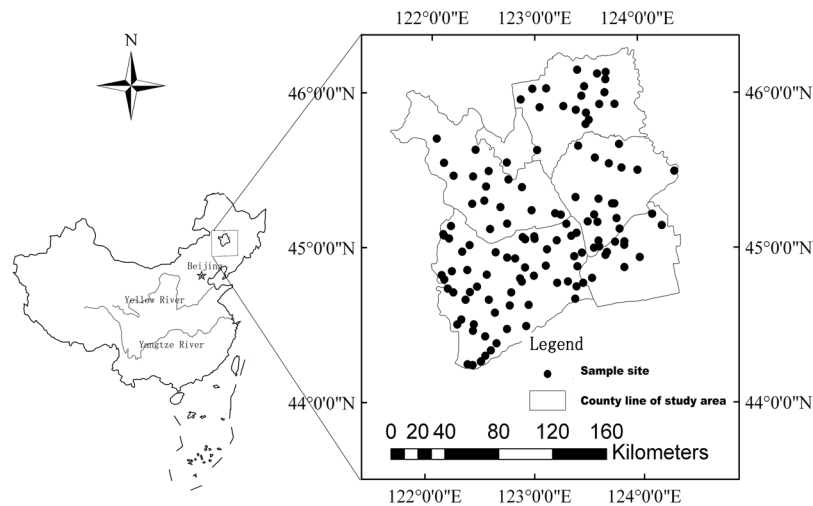 122°0'0"E 123°0'0"E 124°0'0"E
N
46°0'0"N 46°0'0"N
45°0'0"N 45°0'0"N
Beijing
Yellow River
Yangtze River
Legend
Sample site
County line of study area
44°0'0"N 44°0'0"N
0 20 40 80 120 160
Kilometers
122°0'0"E 123°0'0"E 124°0'0"E